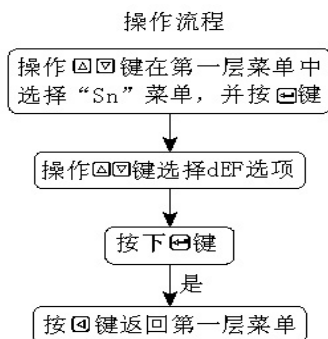 操作流程
操作△▽键在第一层菜单中
选择“Sn”菜单，并按↵键
操作△▽键选择dEF选项
按下↵键
是
按◁键返回第一层菜单